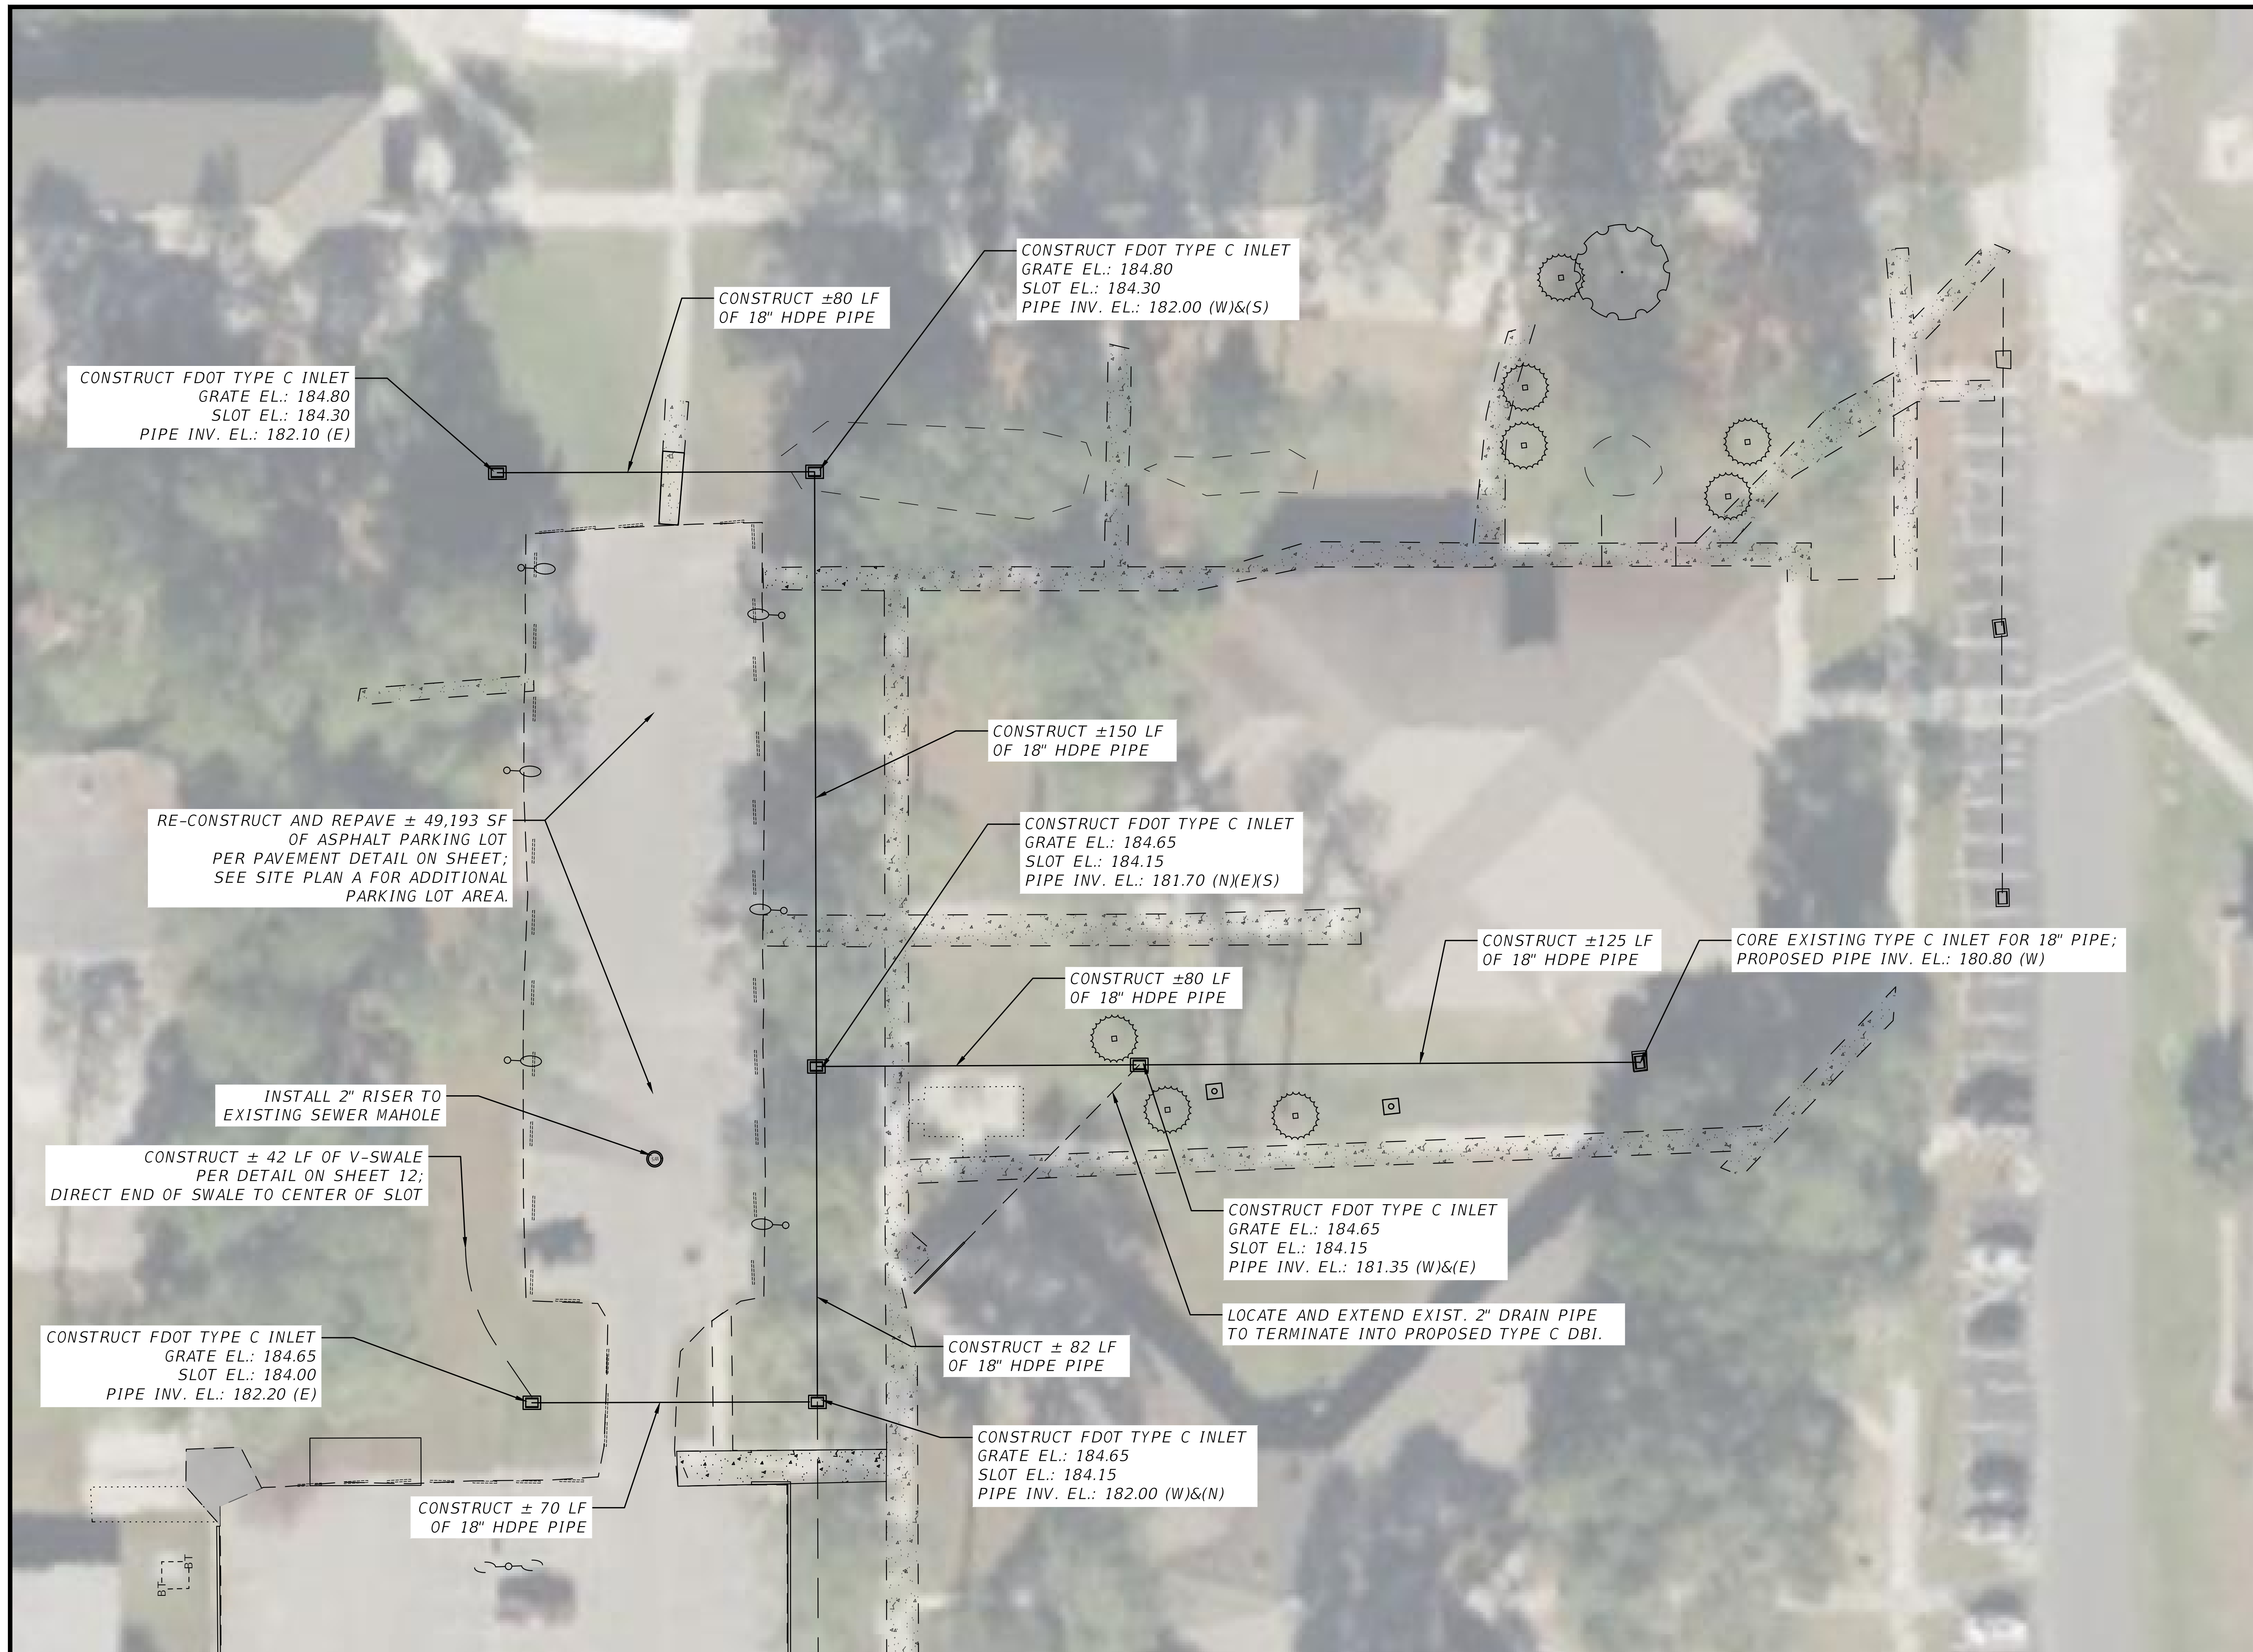 CONSTRUCT FDOT TYPE C INLET
GRATE EL.: 184.80
SLOT EL.: 184.30
PIPE INV. EL.: 182.00 (W)&(S)
CONSTRUCT ±80 LF
OF 18" HDPE PIPE
CONSTRUCT FDOT TYPE C INLET
GRATE EL.: 184.80
SLOT EL.: 184.30
PIPE INV. EL.: 182.10 (E)
CONSTRUCT ±150 LF
OF 18" HDPE PIPE
RE-CONSTRUCT AND REPAVE ± 49,193 SF
OF ASPHALT PARKING LOT
PER PAVEMENT DETAIL ON SHEET;
SEE SITE PLAN A FOR ADDITIONAL
PARKING LOT AREA.
CONSTRUCT FDOT TYPE C INLET
GRATE EL.: 184.65
SLOT EL.: 184.15
PIPE INV. EL.: 181.70 (N)(E)(S)
CONSTRUCT ±125 LF
OF 18" HDPE PIPE
CORE EXISTING TYPE C INLET FOR 18" PIPE;
PROPOSED PIPE INV. EL.: 180.80 (W)
CONSTRUCT ±80 LF
OF 18" HDPE PIPE
INSTALL 2" RISER TO
EXISTING SEWER MAHOLE
CONSTRUCT ± 42 LF OF V-SWALE
PER DETAIL ON SHEET 12;
DIRECT END OF SWALE TO CENTER OF SLOT
CONSTRUCT FDOT TYPE C INLET
GRATE EL.: 184.65
SLOT EL.: 184.15
PIPE INV. EL.: 181.35 (W)&(E)
LOCATE AND EXTEND EXIST. 2" DRAIN PIPE
TO TERMINATE INTO PROPOSED TYPE C DBI.
CONSTRUCT FDOT TYPE C INLET
GRATE EL.: 184.65
SLOT EL.: 184.00
PIPE INV. EL.: 182.20 (E)
CONSTRUCT ± 82 LF
OF 18" HDPE PIPE
CONSTRUCT FDOT TYPE C INLET
GRATE EL.: 184.65
SLOT EL.: 184.15
PIPE INV. EL.: 182.00 (W)&(N)
CONSTRUCT ± 70 LF
OF 18" HDPE PIPE
BT
BT